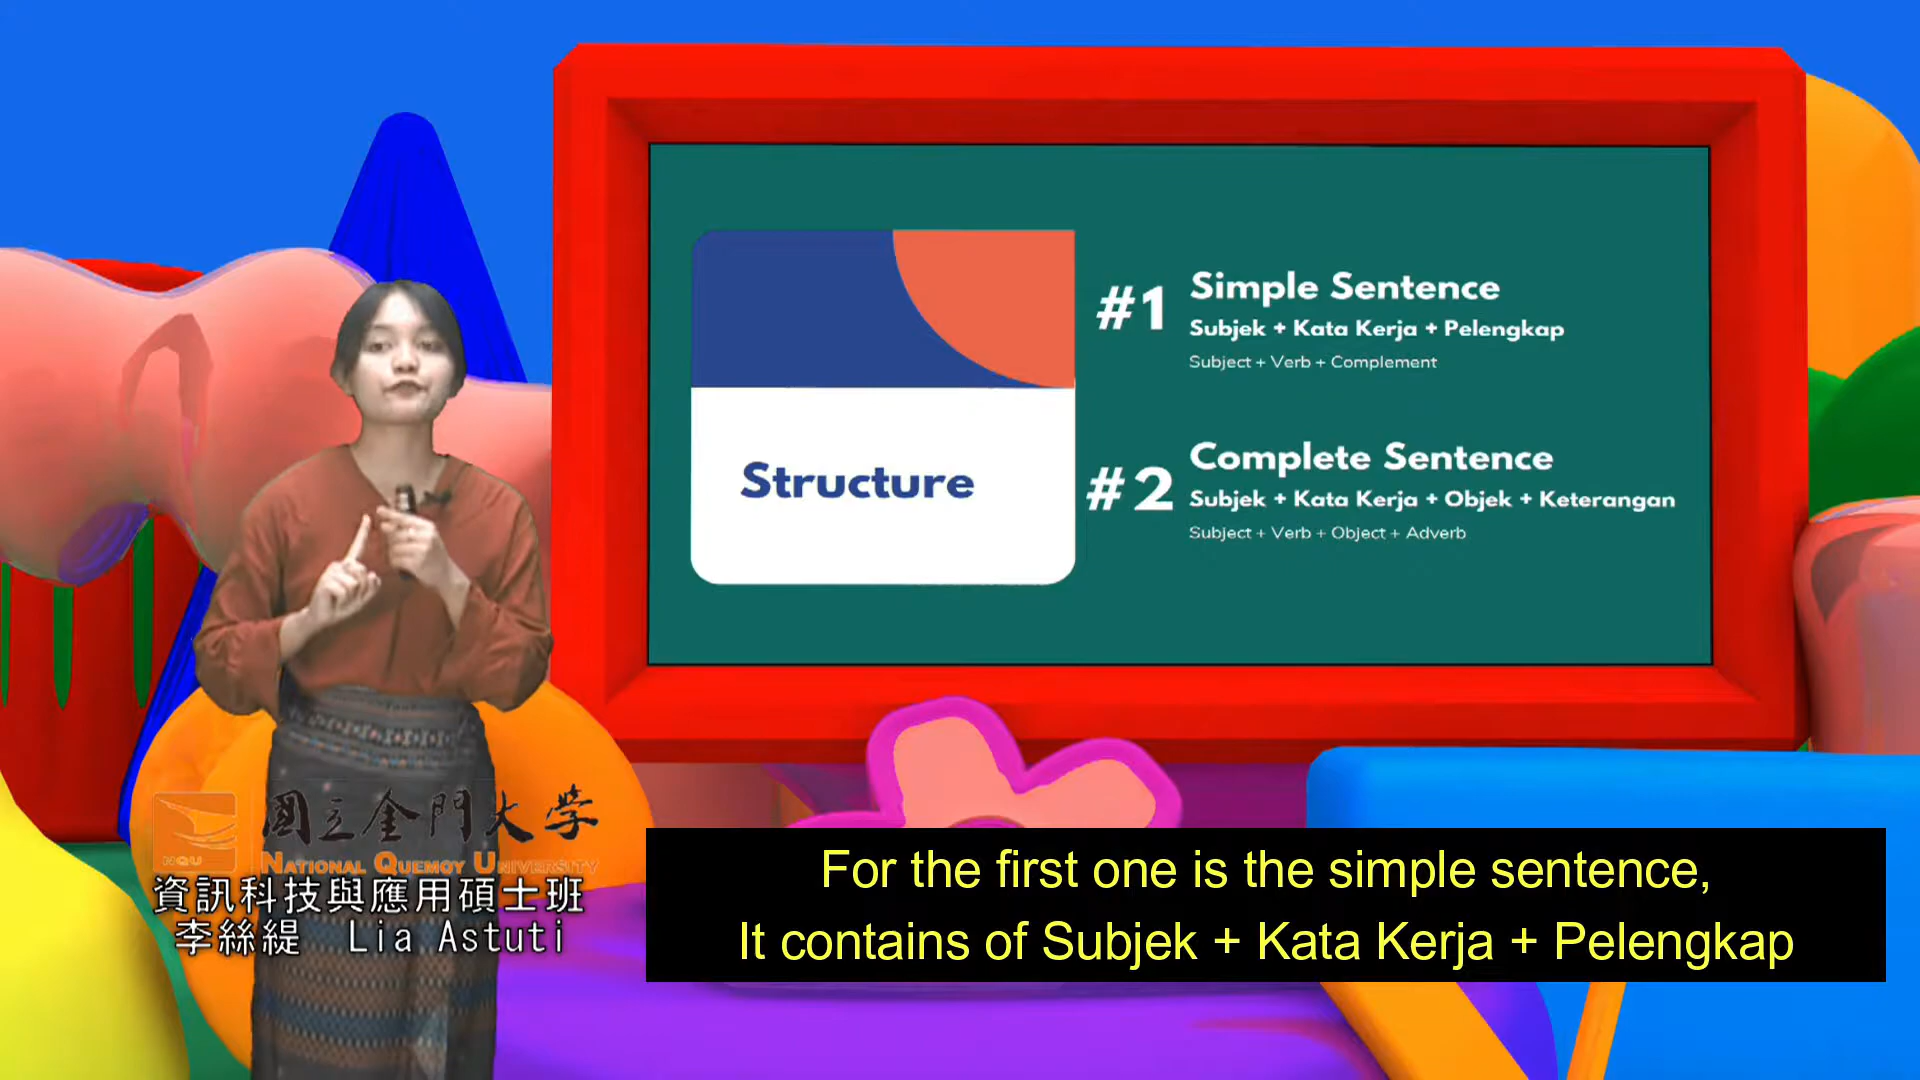 Structure
#1
Simple Sentence
Subjek + Kata Kerja + Pelengkap
Subject + Verb + Complement
#2
Complete Sentence
Subjek + Kata Kerja + Objek + Keterangan
Subject + Verb + Object + Adverb
NQU
國立金門大學
NATIONAL QUEMOY UNIVERSITY
資訊科技與應用碩士班
李絲緹 Lia Astuti
For the first one is the simple sentence,
It contains of Subjek + Kata Kerja + Pelengkap